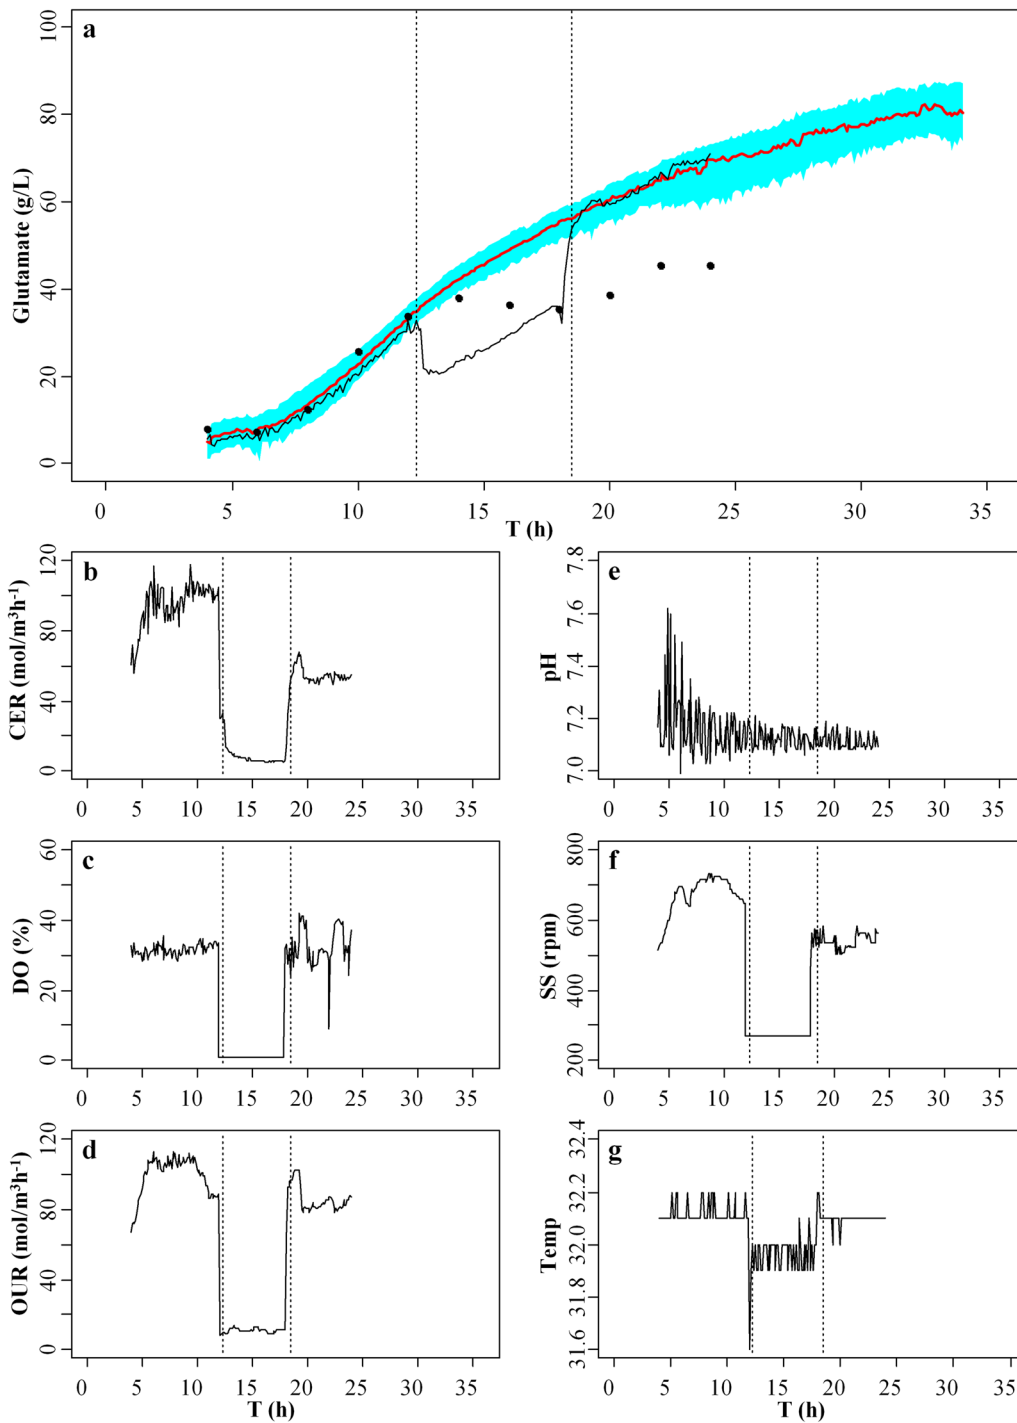 a
Glutamate (g/L)
100
80
60
40
20
0
0 5 10 15 20 25 30 35
T (h)
b
CER (mol/m³h⁻¹)
120
80
40
0
0 5 10 15 20 25 30 35
e
pH
7.8
7.6
7.4
7.2
7.0
0 5 10 15 20 25 30 35
c
DO (%)
60
40
20
0
0 5 10 15 20 25 30 35
f
SS (rpm)
800
600
400
200
0 5 10 15 20 25 30 35
d
OUR (mol/m³h⁻¹)
120
80
40
0
0 5 10 15 20 25 30 35
T (h)
g
Temp
32.4
32.2
32.0
31.8
31.6
0 5 10 15 20 25 30 35
T (h)